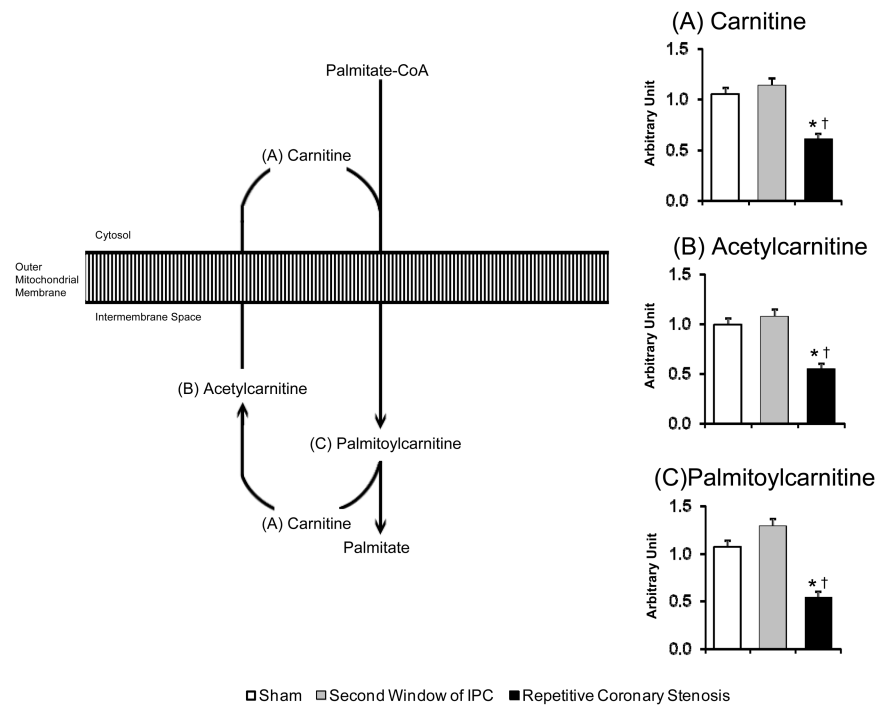 Palmitate-CoA
(A) Carnitine
Cytosol
Outer
Mitochondrial
Membrane
Intermembrane Space
(B) Acetylcarnitine
(C) Palmitoylcarnitine
(A) Carnitine
Palmitate
(A) Carnitine
Arbitrary Unit
1.5
1.0
0.5
0.0
* †
(B) Acetylcarnitine
Arbitrary Unit
1.5
1.0
0.5
0.0
* †
(C)Palmitoylcarnitine
Arbitrary Unit
1.5
1.0
0.5
0.0
* †
Sham Second Window of IPC Repetitive Coronary Stenosis